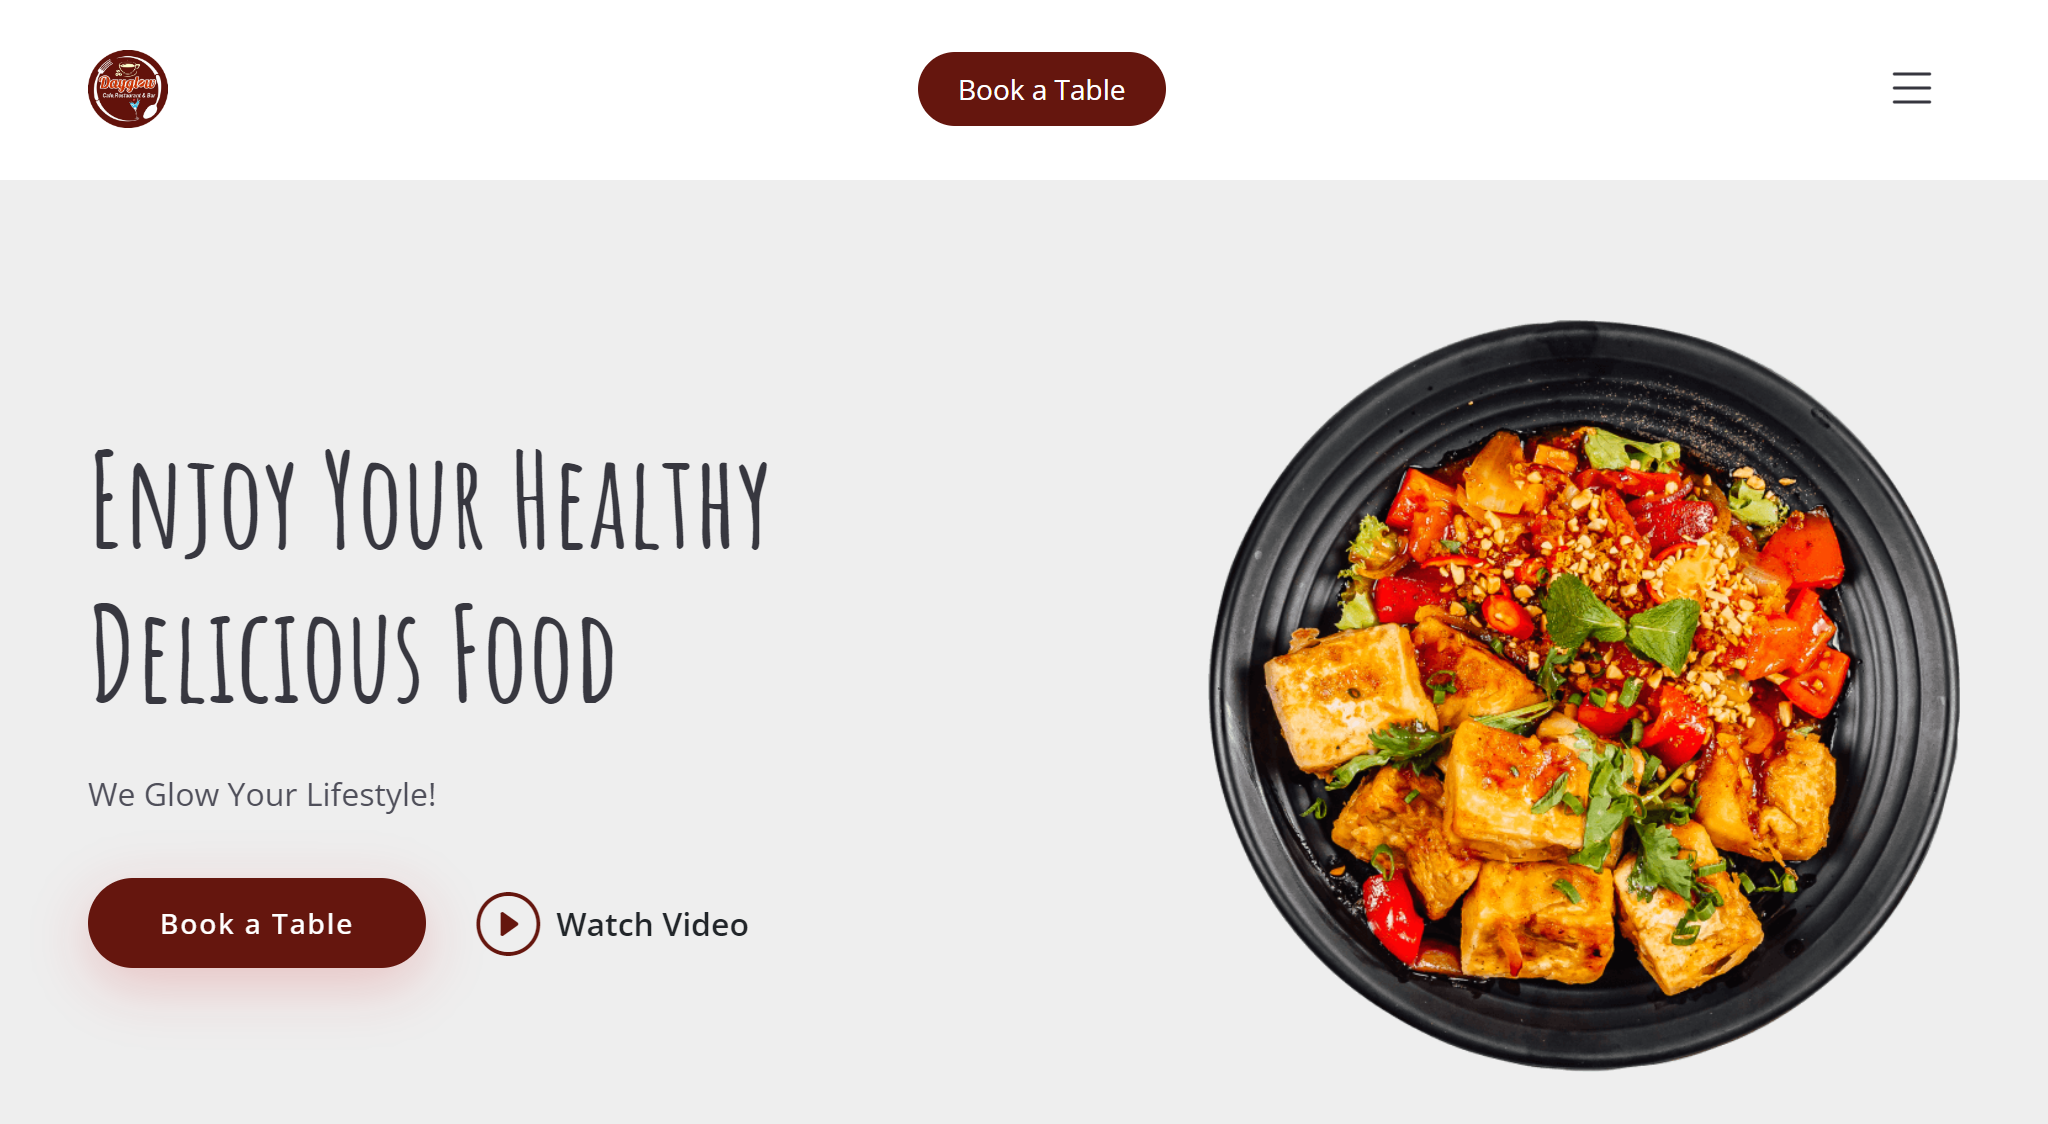 Dayglow
Cafe Restaurant & Bar
Book a Table
Enjoy Your Healthy
Delicious Food
We Glow Your Lifestyle!
Book a Table
Watch Video